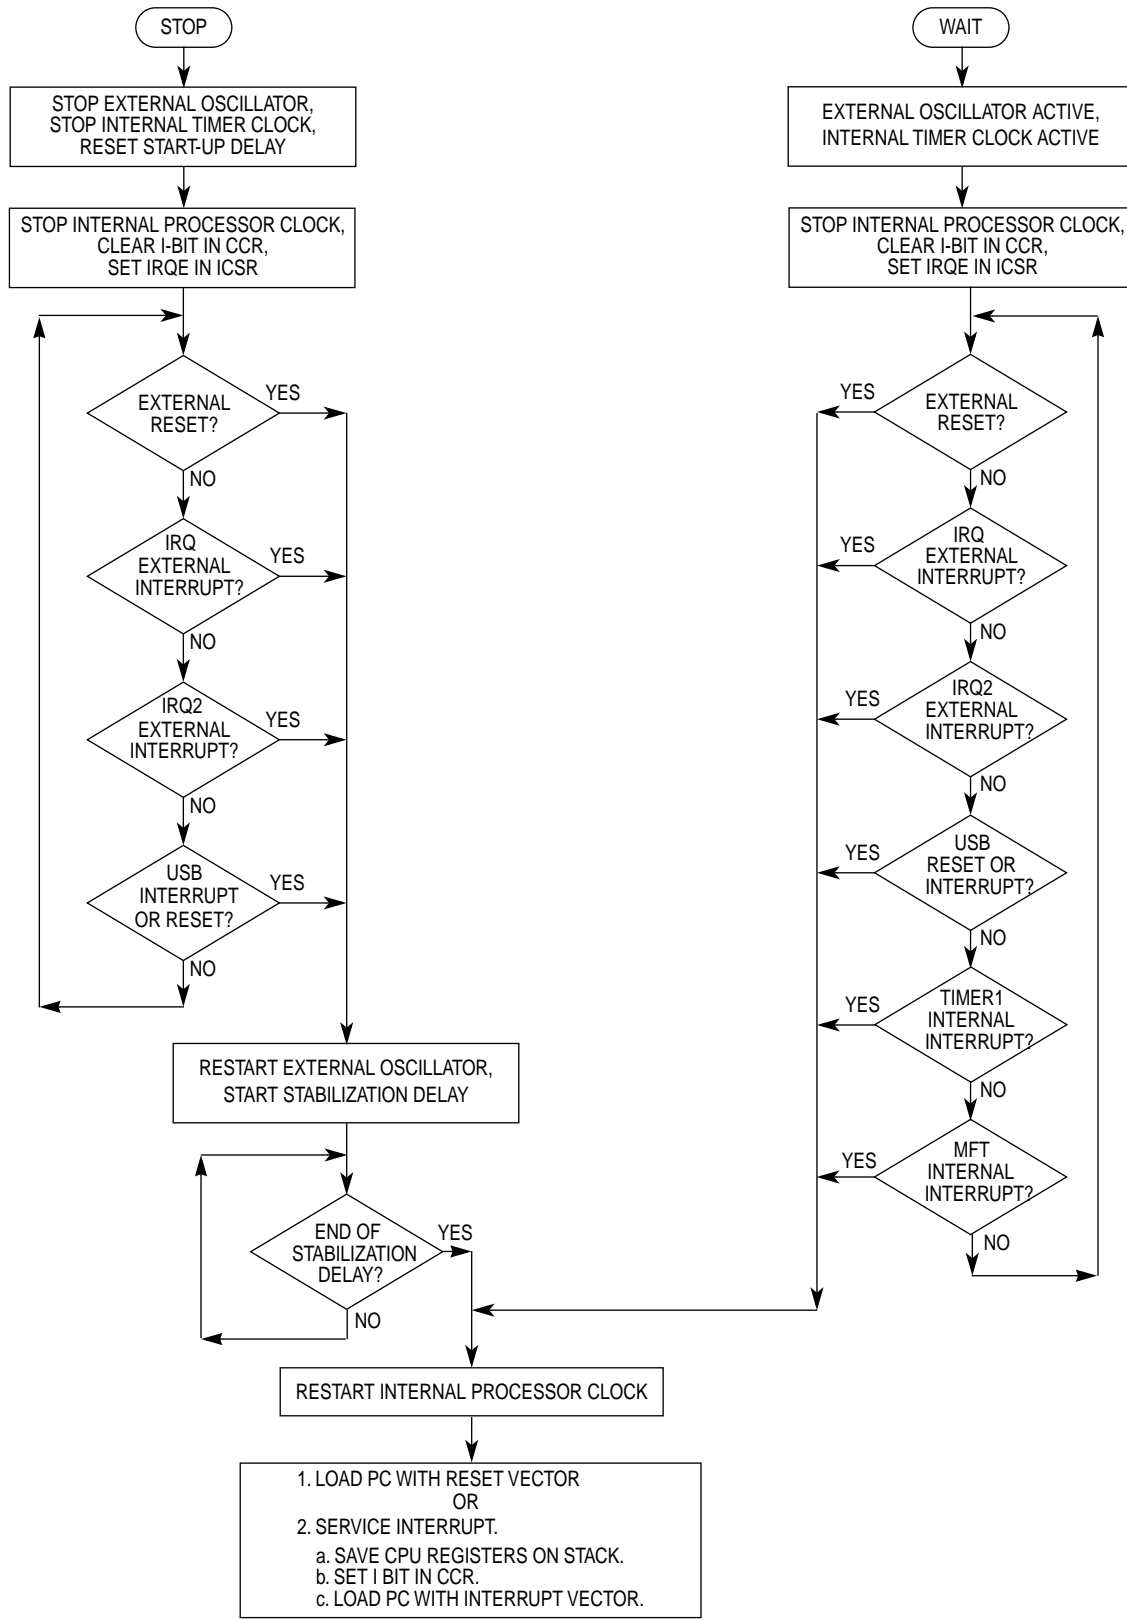 STOP
STOP EXTERNAL OSCILLATOR,
STOP INTERNAL TIMER CLOCK,
RESET START-UP DELAY
STOP INTERNAL PROCESSOR CLOCK,
CLEAR I-BIT IN CCR,
SET IRQE IN ICSR
EXTERNAL
RESET?
YES
NO
IRQ
EXTERNAL
INTERRUPT?
YES
NO
IRQ2
EXTERNAL
INTERRUPT?
YES
NO
USB
INTERRUPT
OR RESET?
YES
NO
RESTART EXTERNAL OSCILLATOR,
START STABILIZATION DELAY
END OF
STABILIZATION
DELAY?
YES
NO
WAIT
EXTERNAL OSCILLATOR ACTIVE,
INTERNAL TIMER CLOCK ACTIVE
STOP INTERNAL PROCESSOR CLOCK,
CLEAR I-BIT IN CCR,
SET IRQE IN ICSR
EXTERNAL
RESET?
YES
NO
IRQ
EXTERNAL
INTERRUPT?
YES
NO
IRQ2
EXTERNAL
INTERRUPT?
YES
NO
USB
RESET OR
INTERRUPT?
YES
NO
TIMER1
INTERNAL
INTERRUPT?
YES
NO
MFT
INTERNAL
INTERRUPT?
YES
NO
RESTART INTERNAL PROCESSOR CLOCK
1. LOAD PC WITH RESET VECTOR
OR
2. SERVICE INTERRUPT.
a. SAVE CPU REGISTERS ON STACK.
b. SET I BIT IN CCR.
c. LOAD PC WITH INTERRUPT VECTOR.